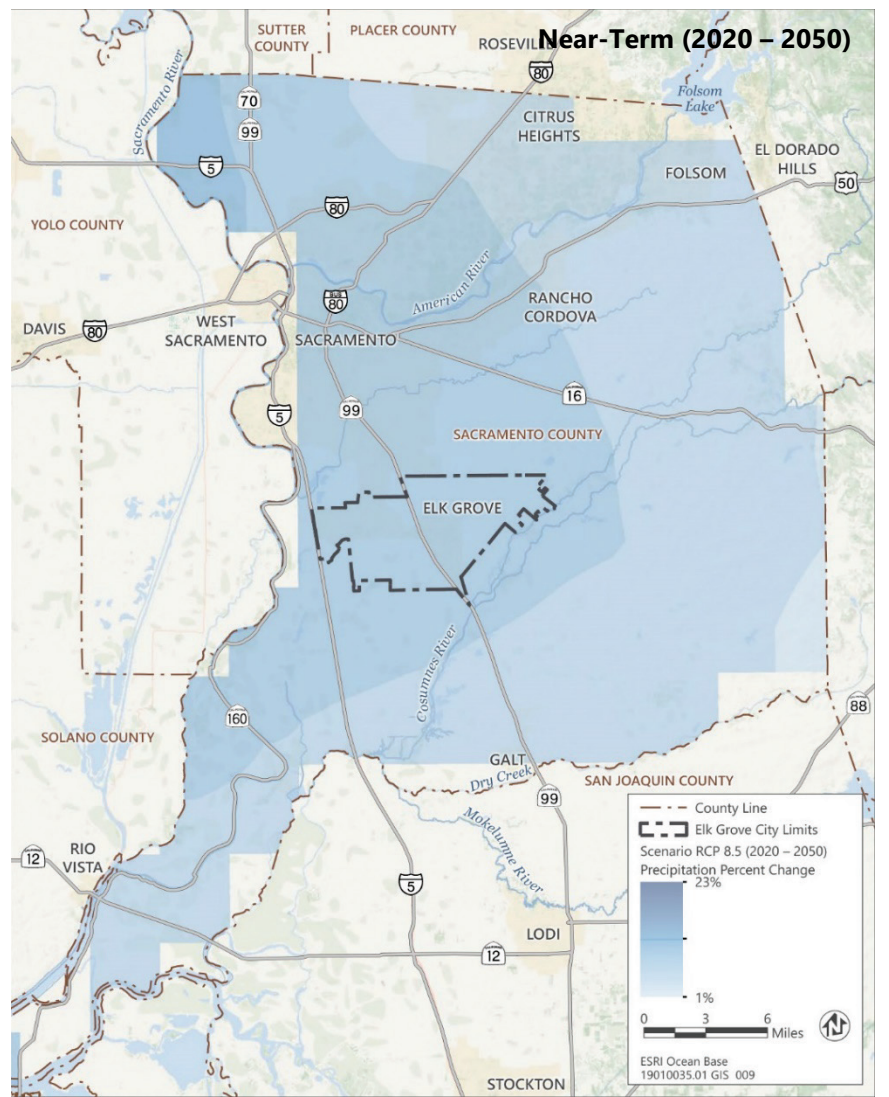 Near-Term (2020 – 2050)
SUTTER
COUNTY
PLACER COUNTY
ROSEVILLE
80
Folsom
Lake
Sacramento River
70
99
CITRUS
HEIGHTS
5
FOLSOM
EL DORADO
HILLS
50
YOLO COUNTY
80
American River
80
RANCHO
CORDOVA
DAVIS
80
WEST
SACRAMENTO
SACRAMENTO
16
5
99
SACRAMENTO COUNTY
ELK GROVE
Cosumnes River
160
88
SOLANO COUNTY
GALT
Dry Creek
SAN JOAQUIN COUNTY
99
Mokelumne River
RIO
VISTA
12
5
LODI
12
STOCKTON
County Line
Elk Grove City Limits
Scenario RCP 8.5 (2020 – 2050)
Precipitation Percent Change
23%
1%
0 3 6
Miles
N
ESRI Ocean Base
19010035.01 GIS 009